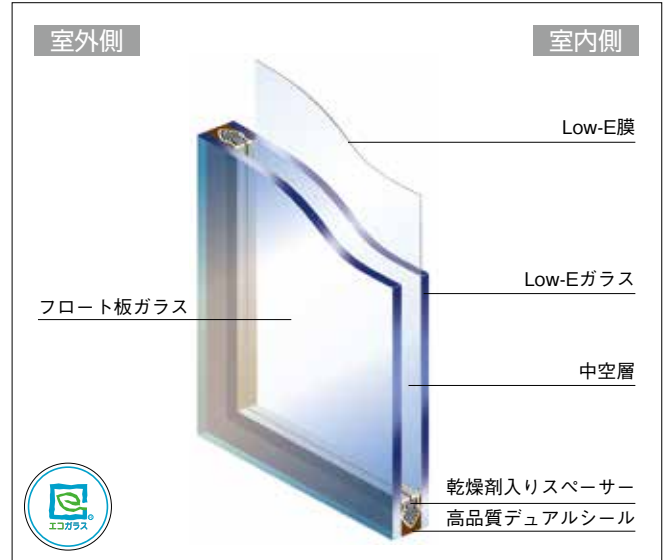 室外側
室内側
Low-E膜
Low-Eガラス
フロート板ガラス
中空層
乾燥剤入りスペーサー
高品質デュアルシール
エコガラス